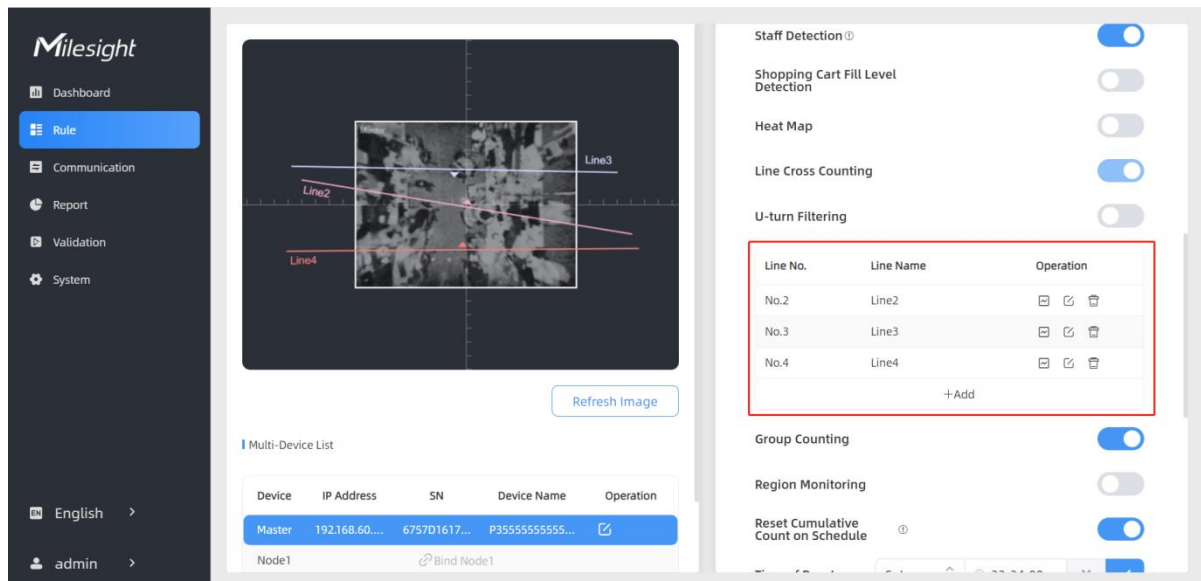 Milesight
Dashboard
Rule
Communication
Report
Validation
System
English
admin
Master
Line3
Line2
Line4
Refresh Image
Multi-Device List
Device IP Address SN Device Name Operation
Master 192.168.60.... 6757D1617... P35555555555...
Node1 Bind Node1
Staff Detection
Shopping Cart Fill Level
Detection
Heat Map
Line Cross Counting
U-turn Filtering
Line No. Line Name Operation
No.2 Line2
No.3 Line3
No.4 Line4
+Add
Group Counting
Region Monitoring
Reset Cumulative
Count on Schedule